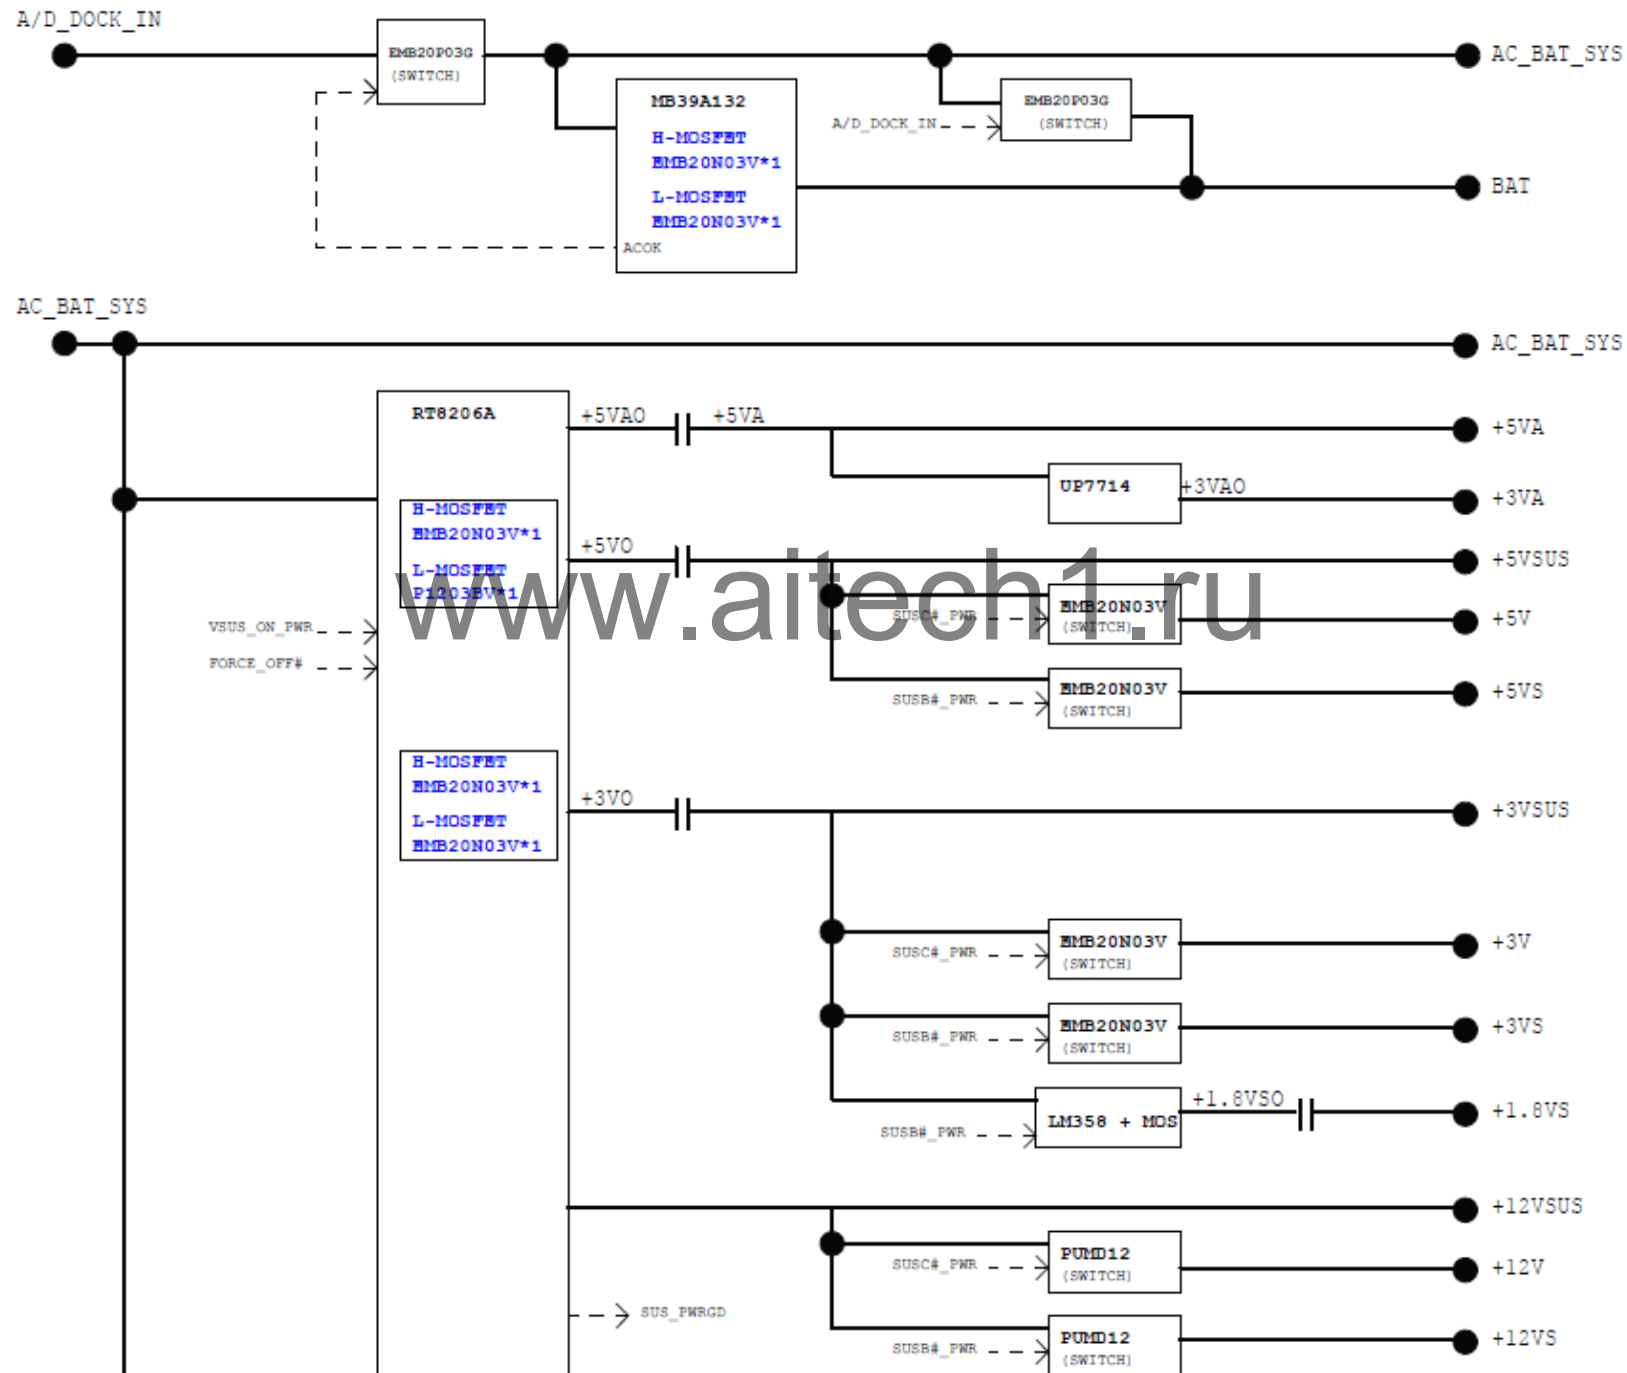 A/D_DOCK_IN
EMB20P03G
(SWITCH)
AC_BAT_SYS
MB39A132
H-MOSFET
EMB20N03V*1
L-MOSFET
EMB20N03V*1
ACOK
A/D_DOCK_IN
EMB20P03G
(SWITCH)
BAT
AC_BAT_SYS
AC_BAT_SYS
RT8206A
+5VAO
+5VA
+5VA
UP7714
+3VAO
+3VA
H-MOSFET
EMB20N03V*1
L-MOSFET
P1203BV*1
+5VO
+5VSUS
www.aitech1.ru
SUSC#_PWR
EMB20N03V
(SWITCH)
+5V
VSUS_ON_PWR
FORCE_OFF#
SUSB#_PWR
EMB20N03V
(SWITCH)
+5VS
H-MOSFET
EMB20N03V*1
L-MOSFET
EMB20N03V*1
+3VO
+3VSUS
SUSC#_PWR
EMB20N03V
(SWITCH)
+3V
SUSB#_PWR
EMB20N03V
(SWITCH)
+3VS
SUSB#_PWR
LM358 + MOS
+1.8VSO
+1.8VS
+12VSUS
SUSC#_PWR
PUMD12
(SWITCH)
+12V
SUS_PWRGD
SUSB#_PWR
PUMD12
(SWITCH)
+12VS